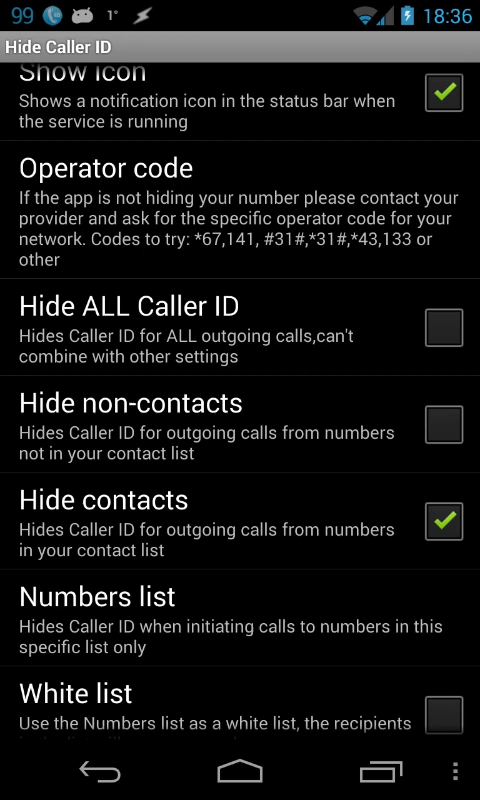 99 1° 18:36
Hide Caller ID
Show icon
Shows a notification icon in the status bar when
the service is running
Operator code
If the app is not hiding your number please contact your
provider and ask for the specific operator code for your
network. Codes to try: *67,141, #31#,*31#,*43,133 or
other
Hide ALL Caller ID
Hides Caller ID for ALL outgoing calls,can't
combine with other settings
Hide non-contacts
Hides Caller ID for outgoing calls from numbers
not in your contact list
Hide contacts
Hides Caller ID for outgoing calls from numbers
in your contact list
Numbers list
Hides Caller ID when initiating calls to numbers in this
specific list only
White list
Use the Numbers list as a white list, the recipients